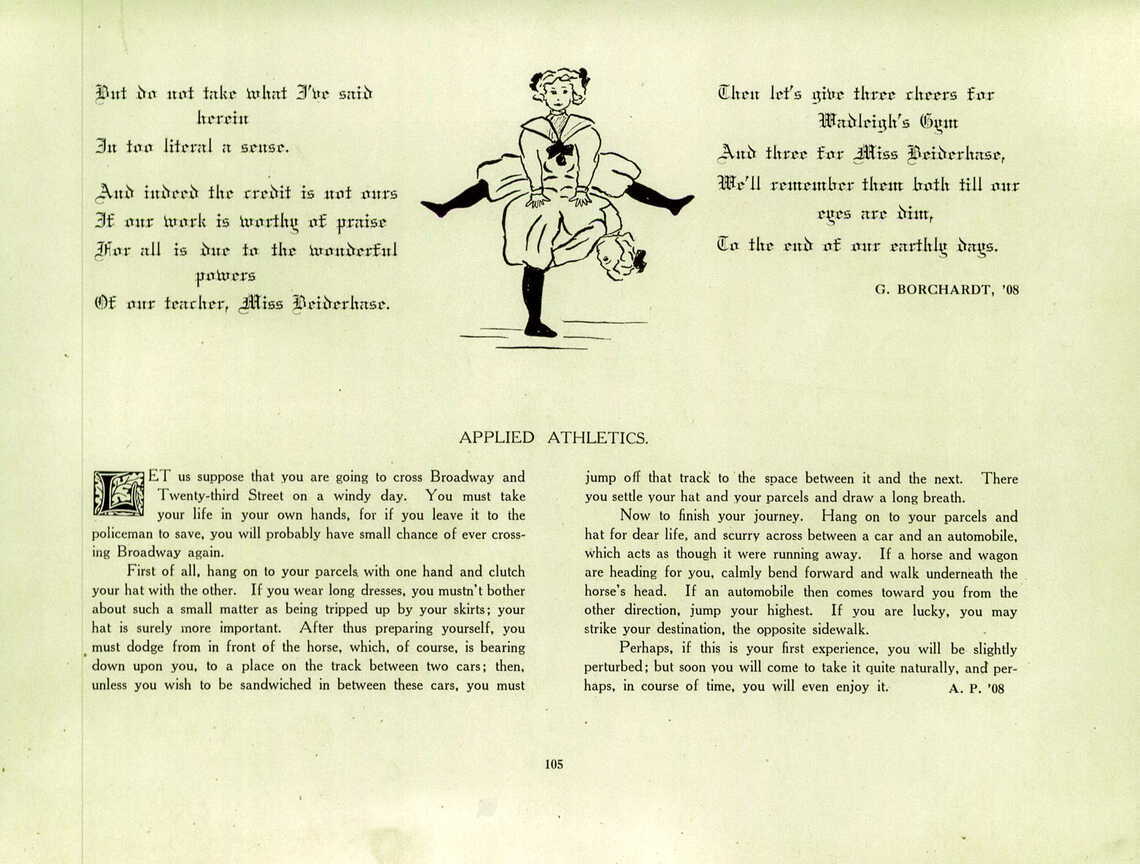 But do not take what I've said
herein
In too literal a sense.
And indeed the credit is not ours
If our work is worthy of praise
For all is due to the wonderful
powers
Of our teacher, Miss Beiderhase.
Then let's give three cheers for
Wadleigh's Gym
And three for Miss Beiderhase,
We'll remember them both till our
eyes are dim,
To the end of our earthly days.
G. BORCHARDT, '08
APPLIED ATHLETICS.
LET us suppose that you are going to cross Broadway and
Twenty-third Street on a windy day. You must take
your life in your own hands, for if you leave it to the
policeman to save, you will probably have small chance of ever cross-
ing Broadway again.
First of all, hang on to your parcels with one hand and clutch
your hat with the other. If you wear long dresses, you mustn't bother
about such a small matter as being tripped up by your skirts; your
hat is surely more important. After thus preparing yourself, you
must dodge from in front of the horse, which, of course, is bearing
down upon you, to a place on the track between two cars; then,
unless you wish to be sandwiched in between these cars, you must
jump off that track to the space between it and the next. There
you settle your hat and your parcels and draw a long breath.
Now to finish your journey. Hang on to your parcels and
hat for dear life, and scurry across between a car and an automobile,
which acts as though it were running away. If a horse and wagon
are heading for you, calmly bend forward and walk underneath the
horse's head. If an automobile then comes toward you from the
other direction, jump your highest. If you are lucky, you may
strike your destination, the opposite sidewalk.
Perhaps, if this is your first experience, you will be slightly
perturbed; but soon you will come to take it quite naturally, and per-
haps, in course of time, you will even enjoy it. A. P. '08
105